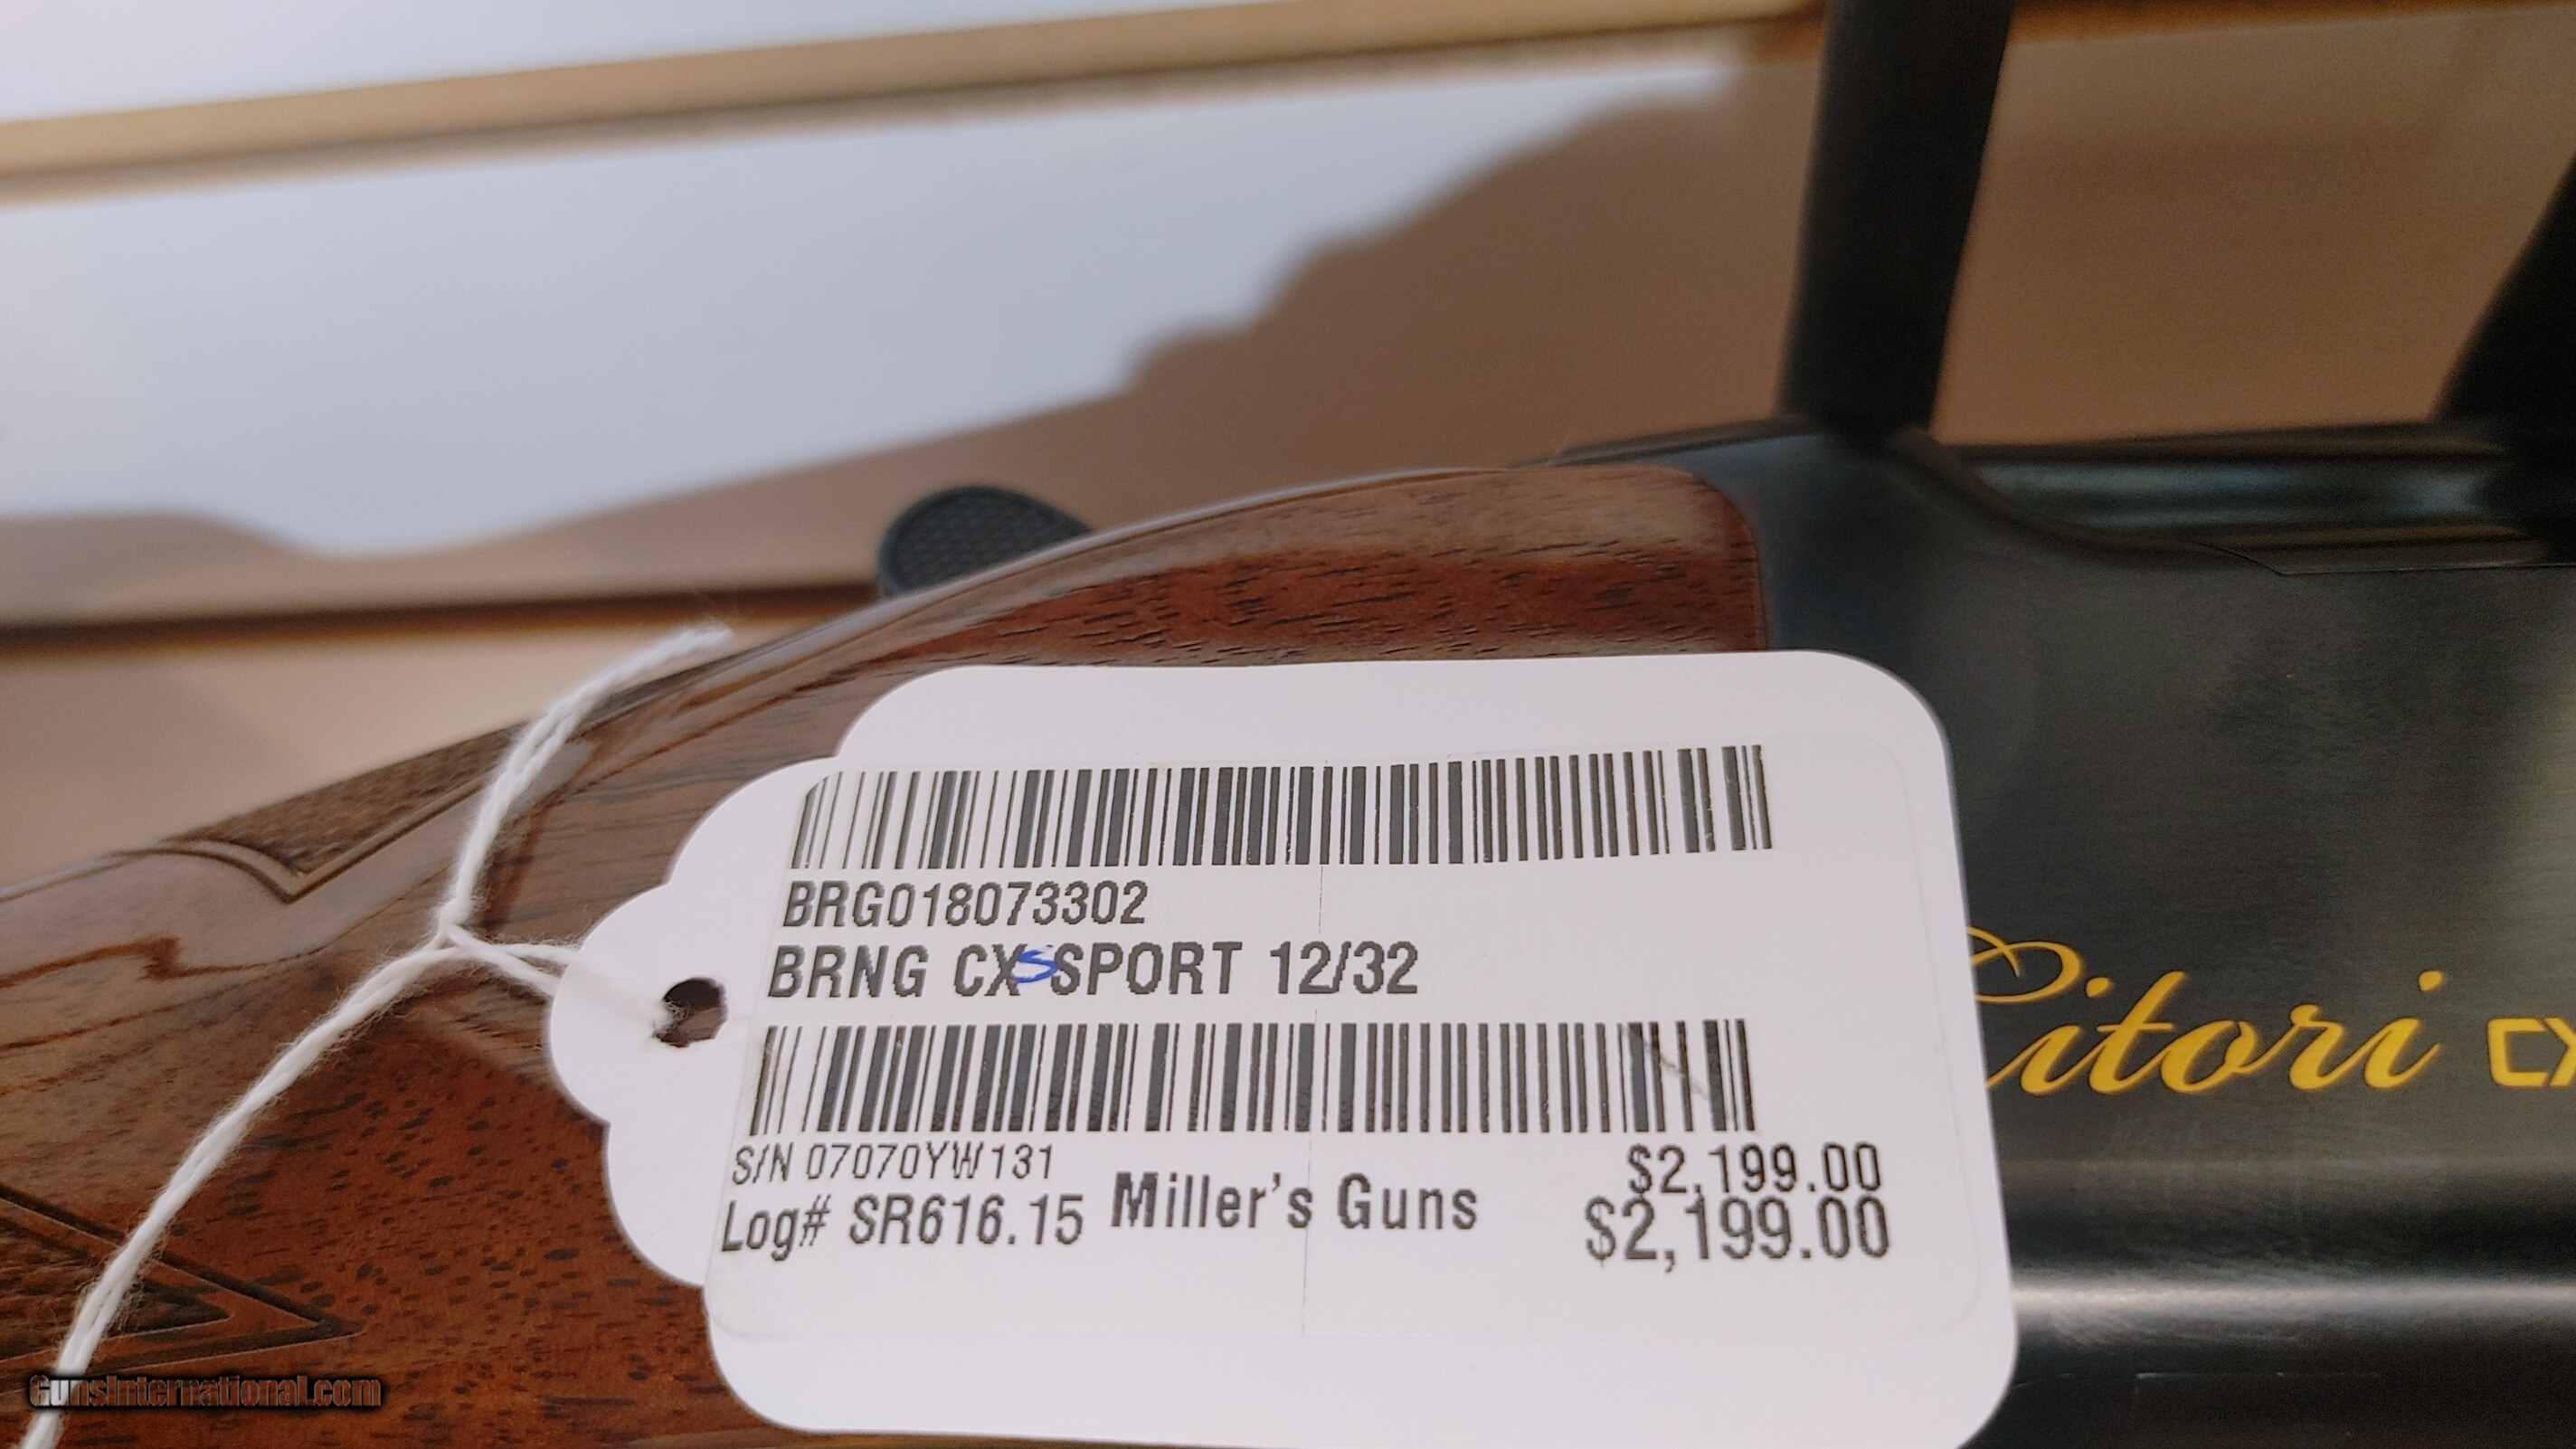 BRG018073302
BRNG CXS SPORT 12/32
S/N 07070YW131
$2,199.00
Log# SR616.15 Miller's Guns
$2,199.00
Citori CX
GunsInternational.com